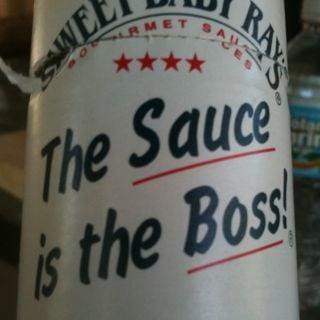 SWEET BABY RAY'S
GOURMET SAUCES
The Sauce
is the Boss!